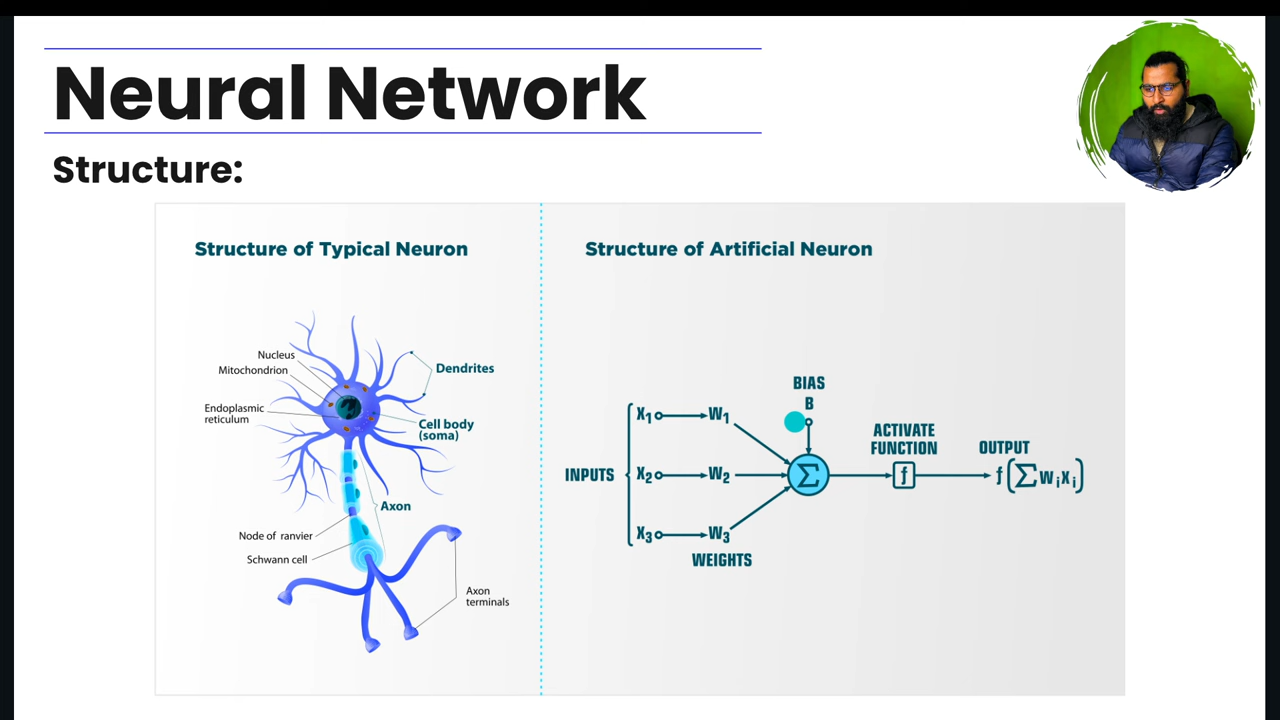 Neural Network
Structure:
Structure of Typical Neuron
Nucleus
Mitochondrion
Endoplasmic
reticulum
Dendrites
Cell body
(soma)
Axon
Node of ranvier
Schwann cell
Axon
terminals
Structure of Artificial Neuron
BIAS
B
INPUTS
X₁
W₁
X₂
W₂
X₃
W₃
WEIGHTS
Σ
ACTIVATE
FUNCTION
f
OUTPUT
f(ΣWᵢXᵢ)